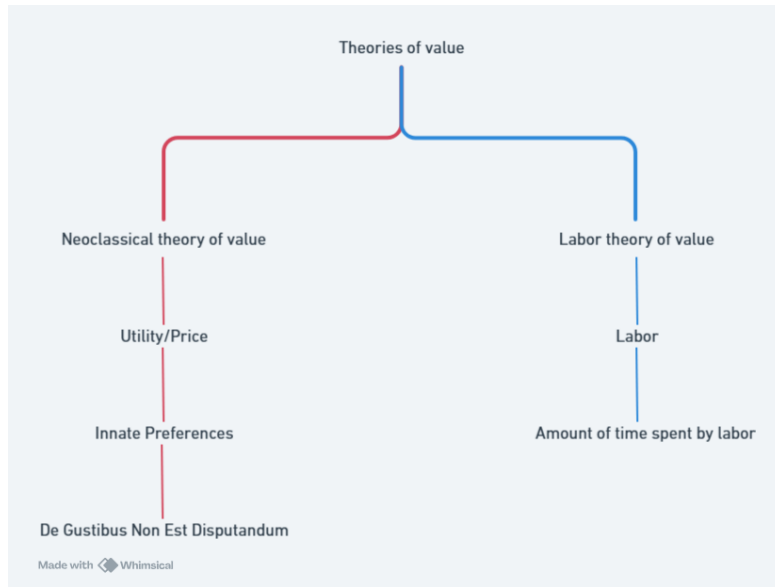 Theories of value
Neoclassical theory of value
Labor theory of value
Utility/Price
Labor
Innate Preferences
Amount of time spent by labor
De Gustibus Non Est Disputandum
Made with Whimsical